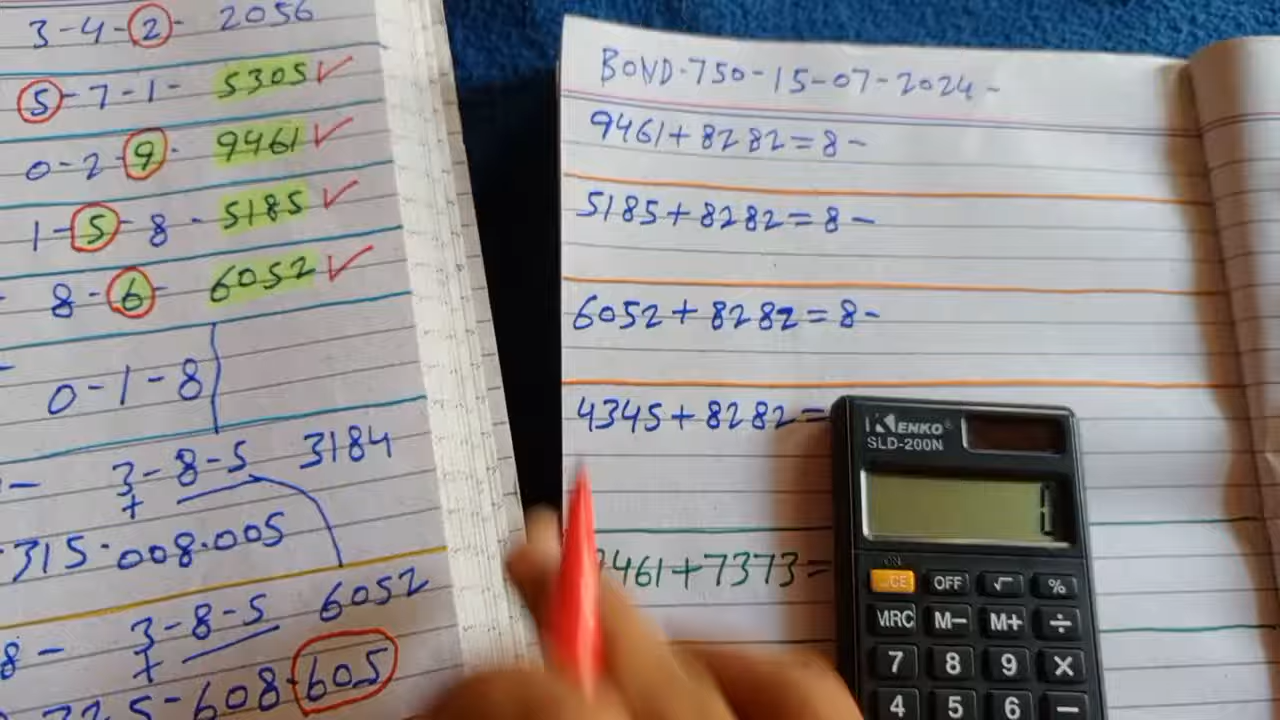 3-4-2- 2056
5-7-1- 5305✓
0-2-9- 9461✓
1-5-8- 5185✓
8-6- 6052✓
0-1-8
3-8-5 3184
+
315.008.005
8- 3-8-5 6052
+
608.605
BOND.750-15-07-2024-
9461+8282=8-
5185+8282=8-
6052+8282=8-
4345+8282=
461+7373=
KENKO®
SLD-200N
ON
CE OFF √ %
MRC M- M+ ÷
7 8 9 X
4 5 6 -